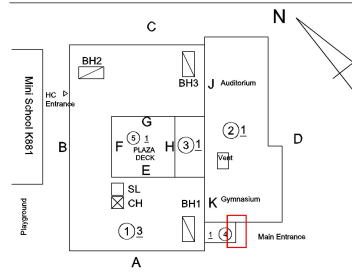 C
N
BH2
BH3
J Auditorium
Mini School K881
HC
Entrance
G
5 1
F PLAZA H
DECK
E
3 1
2 1
B
D
Vent
SL
CH
BH1
K Gymnasium
Playground
1 3
1 4
Main Entrance
A